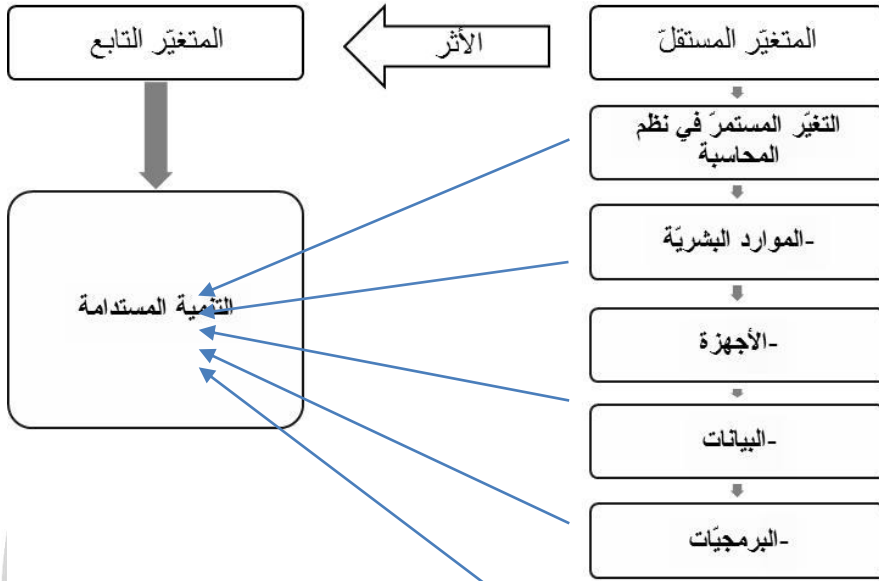 المتغيّر المستقلّ
الأثر
المتغيّر التابع
التغيّر المستمرّ في نظم
المحاسبة
-الموارد البشريّة
-الأجهزة
-البيانات
-البرمجيّات
التنمية المستدامة